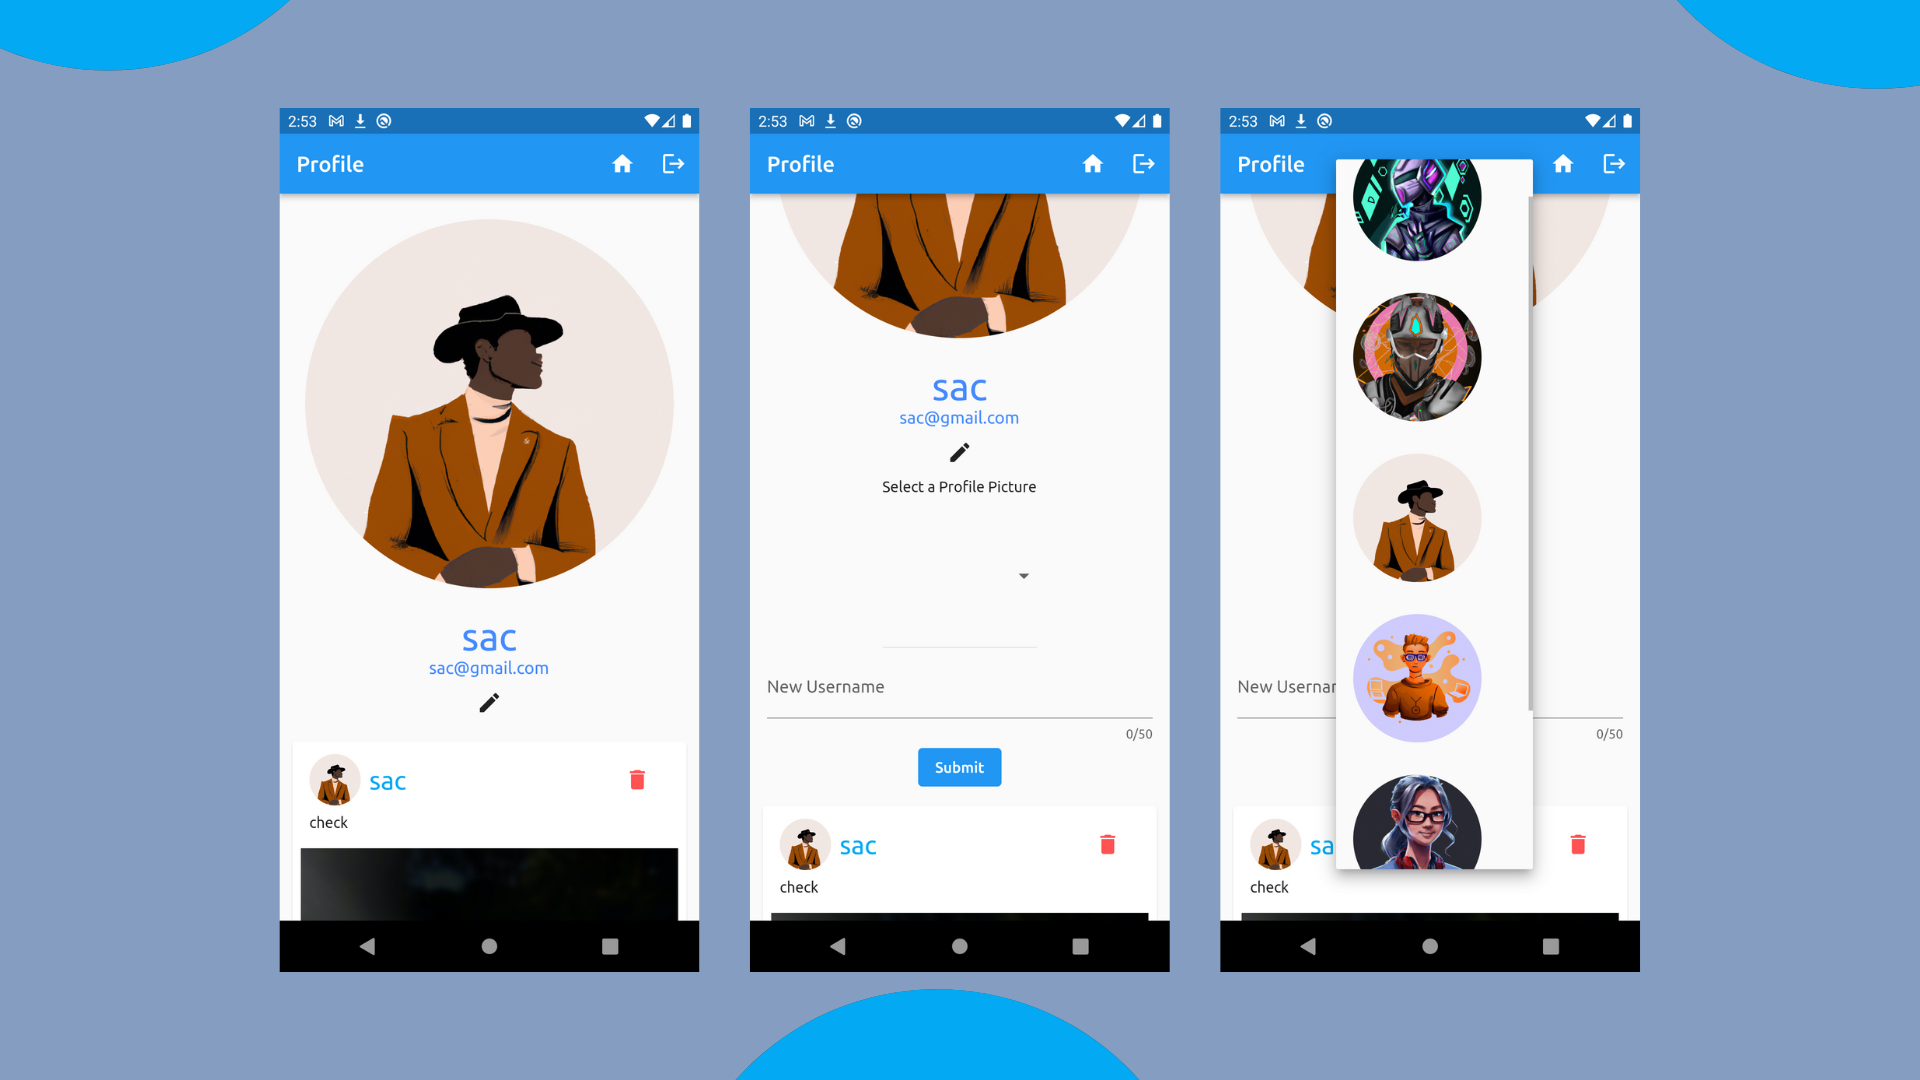 2:53
Profile
sac
sac@gmail.com
sac
check
2:53
Profile
sac
sac@gmail.com
Select a Profile Picture
New Username
0/50
Submit
sac
check
2:53
Profile
New Usernar
0/50
sa
check